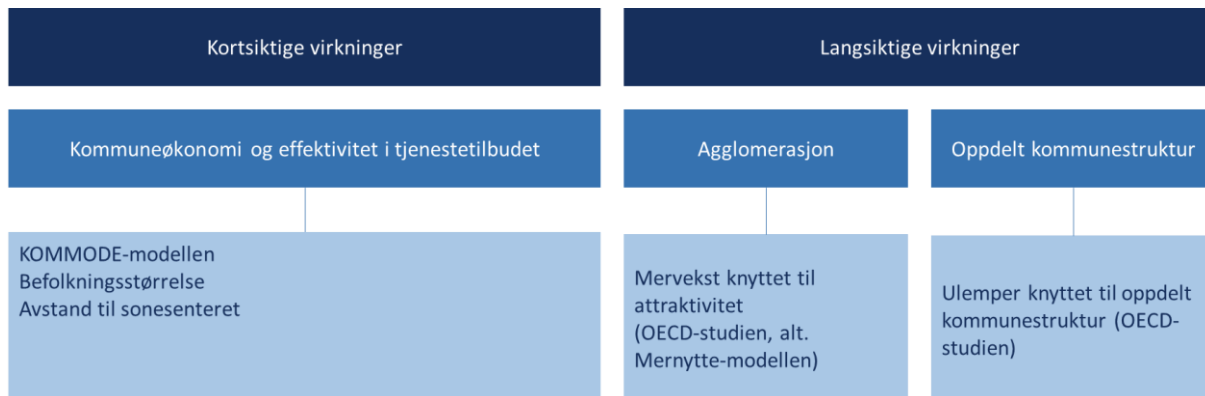 Kortsiktige virkninger
Langsiktige virkninger
Kommuneøkonomi og effektivitet i tjenestetilbudet
Agglomerasjon
Oppdelt kommunestruktur
KOMMODE-modellen
Befolkningsstørrelse
Avstand til sonesenteret
Mervekst knyttet til
attraktivitet
(OECD-studien, alt.
Mernytte-modellen)
Ulemper knyttet til oppdelt
kommunestruktur (OECD-
studien)